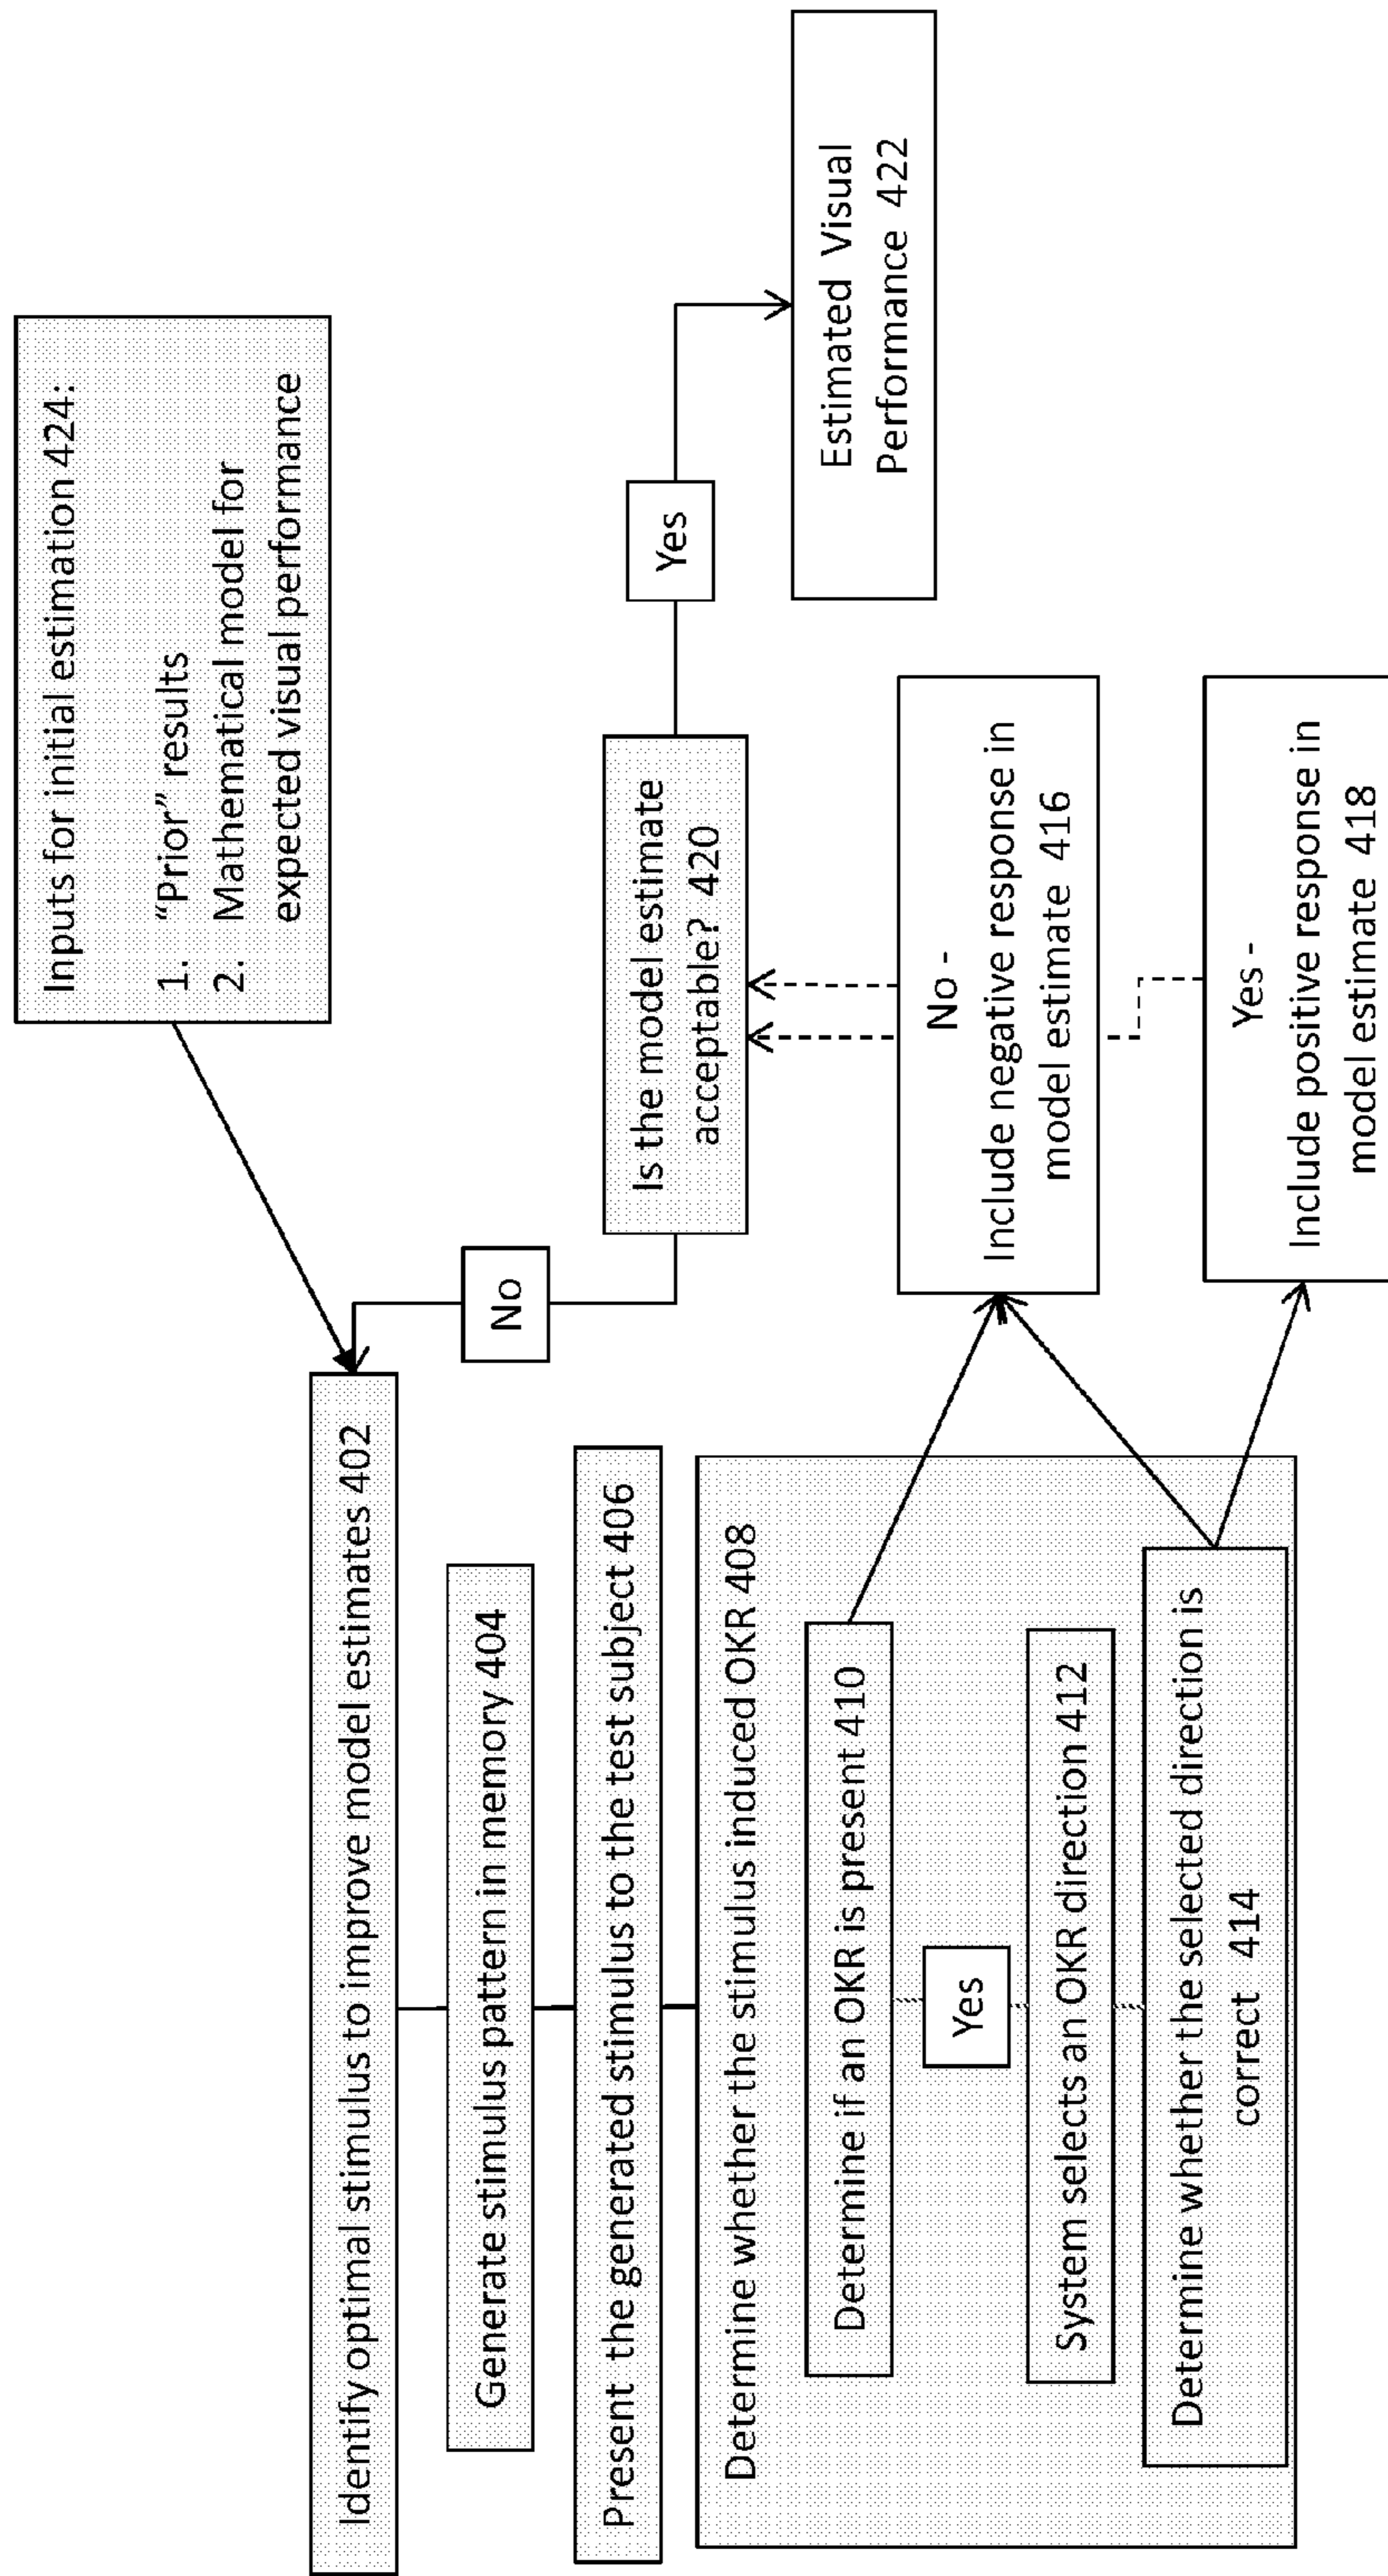 Inputs for initial estimation 424:
1. “Prior” results
2. Mathematical model for
expected visual performance
Identify optimal stimulus to improve model estimates 402
No
Generate stimulus pattern in memory 404
Present the generated stimulus to the test subject 406
Is the model estimate
acceptable? 420
Yes
Estimated Visual
Performance 422
Determine whether the stimulus induced OKR 408
Determine if an OKR is present 410
Yes
System selects an OKR direction 412
Determine whether the selected direction is
correct 414
No -
Include negative response in
model estimate 416
Yes -
Include positive response in
model estimate 418